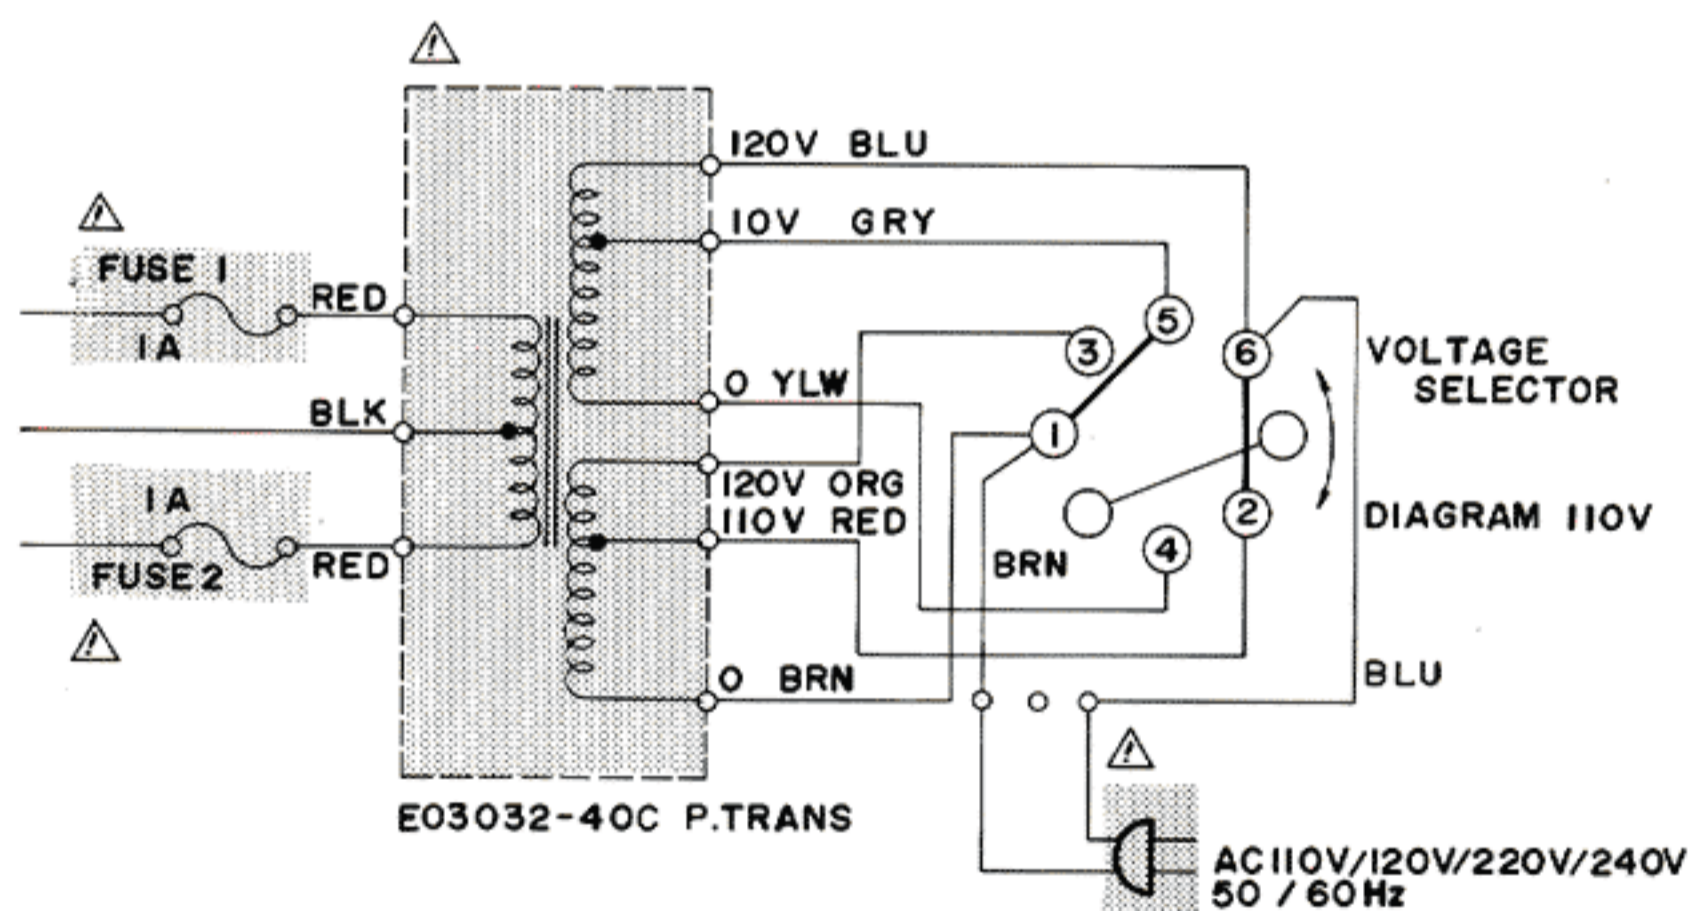 120V BLU
10V GRY
FUSE 1
RED
1A
BLK
0 YLW
120V ORG
110V RED
1A
FUSE2
RED
0 BRN
3
5
6
1
2
4
VOLTAGE
SELECTOR
DIAGRAM 110V
BRN
BLU
E03032-40C P.TRANS
AC110V/120V/220V/240V
50/60Hz